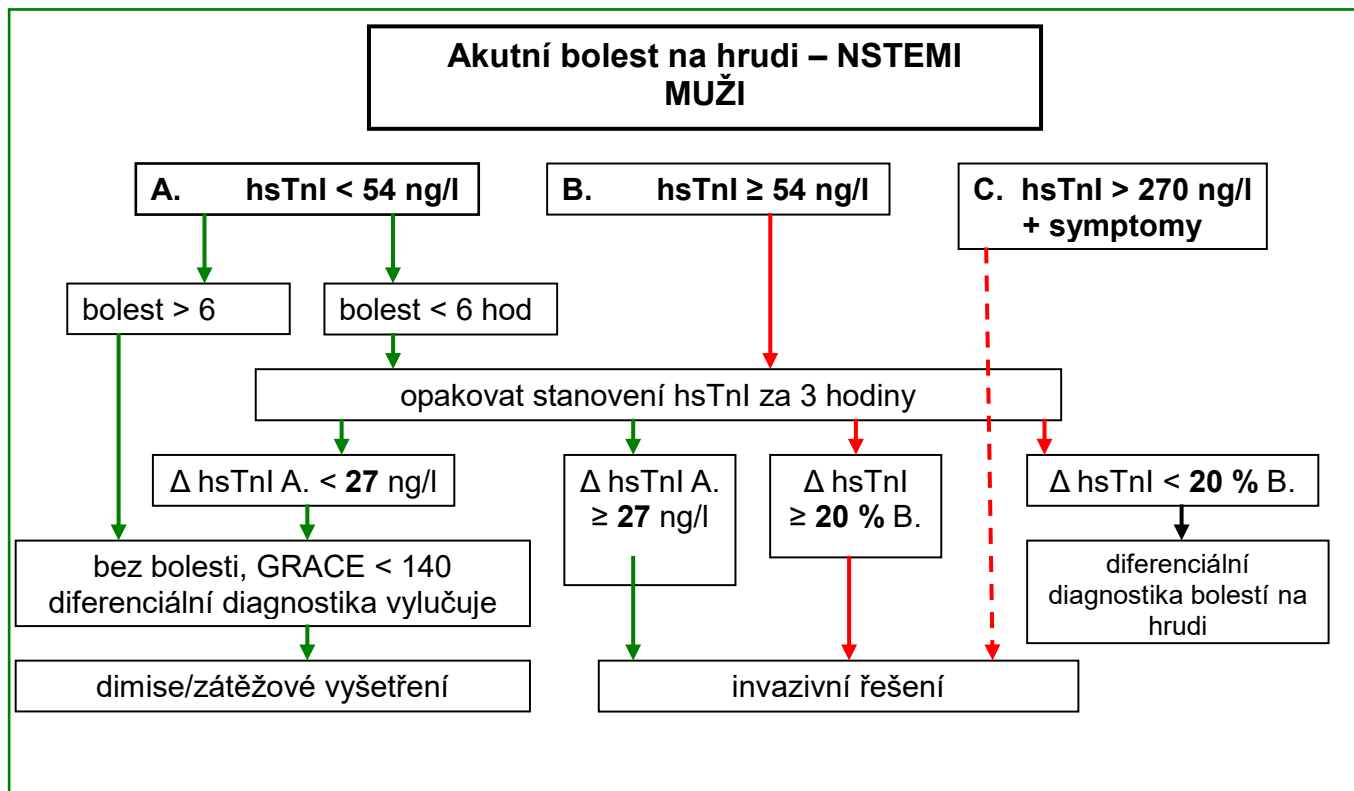 Akutní bolest na hrudi – NSTEMI
MUŽI
A. hsTnI < 54 ng/l
B. hsTnI ≥ 54 ng/l
C. hsTnI > 270 ng/l
+ symptomy
bolest > 6
bolest < 6 hod
opakovat stanovení hsTnI za 3 hodiny
Δ hsTnI A. < 27 ng/l
Δ hsTnI A.
≥ 27 ng/l
Δ hsTnI
≥ 20 % B.
Δ hsTnI < 20 % B.
bez bolesti, GRACE < 140
diferenciální diagnostika vylučuje
diferenciální
diagnostika bolestí na
hrudi
dimise/zátěžové vyšetření
invazivní řešení